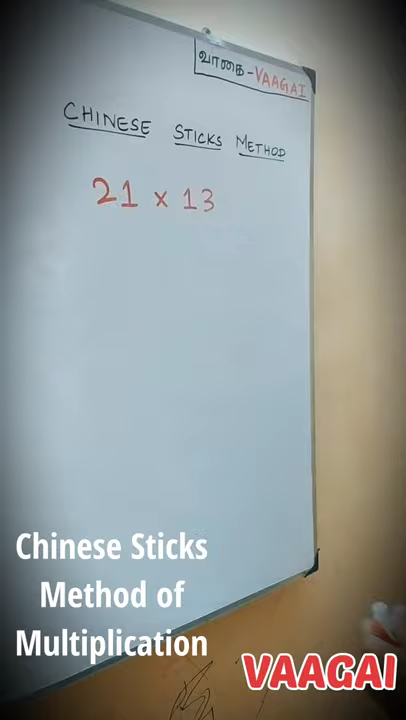 வாகை-VAAGAI
CHINESE STICKS METHOD
21 x 13
Chinese Sticks
Method of
Multiplication
VAAGAI